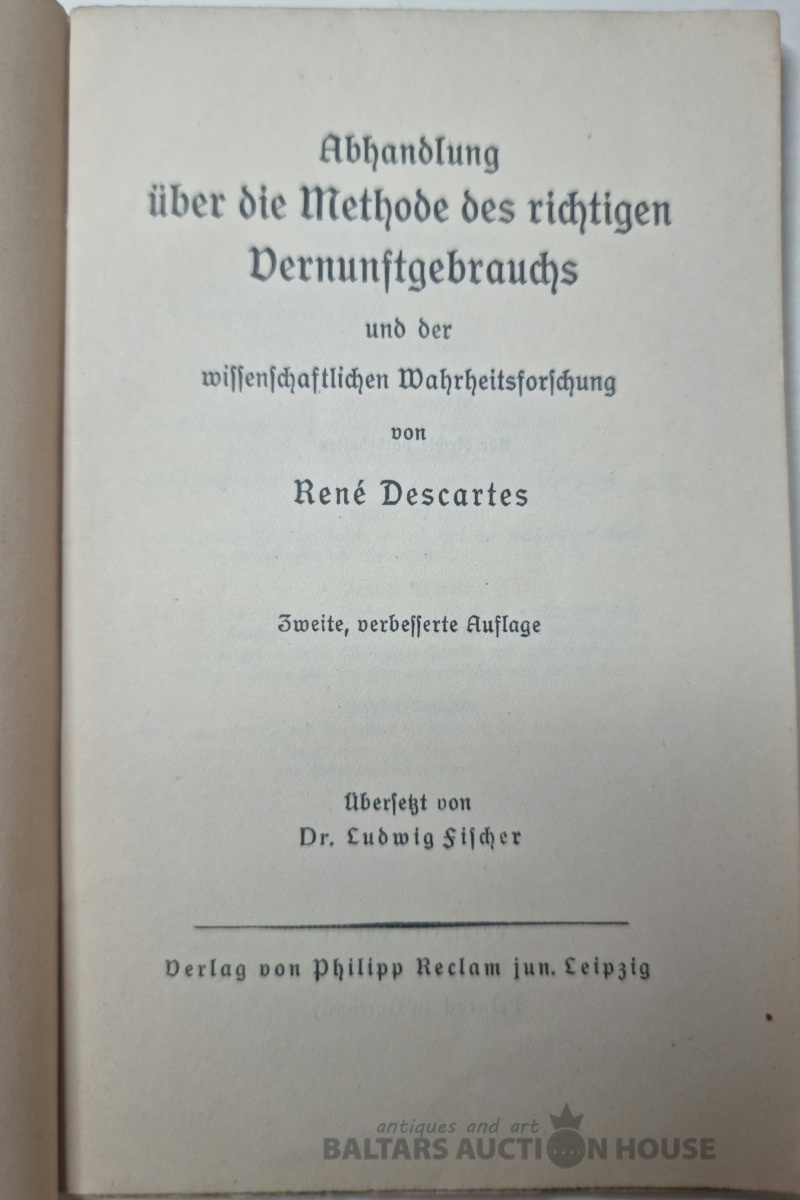 Abhandlung
über die Methode des richtigen
Vernunftgebrauchs
und der
wissenschaftlichen Wahrheitsforschung
von
René Descartes
Zweite, verbesserte Auflage
Übersetzt von
Dr. Ludwig Fischer
Verlag von Philipp Reclam jun. Leipzig
antiques and art
BALTARS AUCTION HOUSE